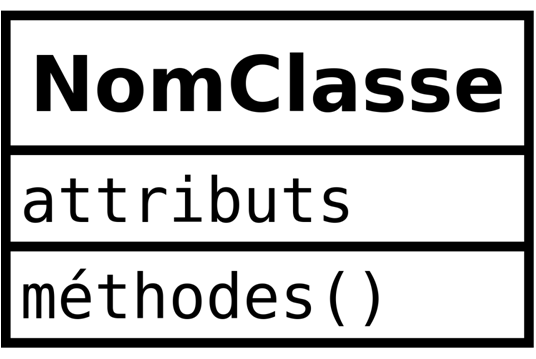 NomClasse
attributs
méthodes()